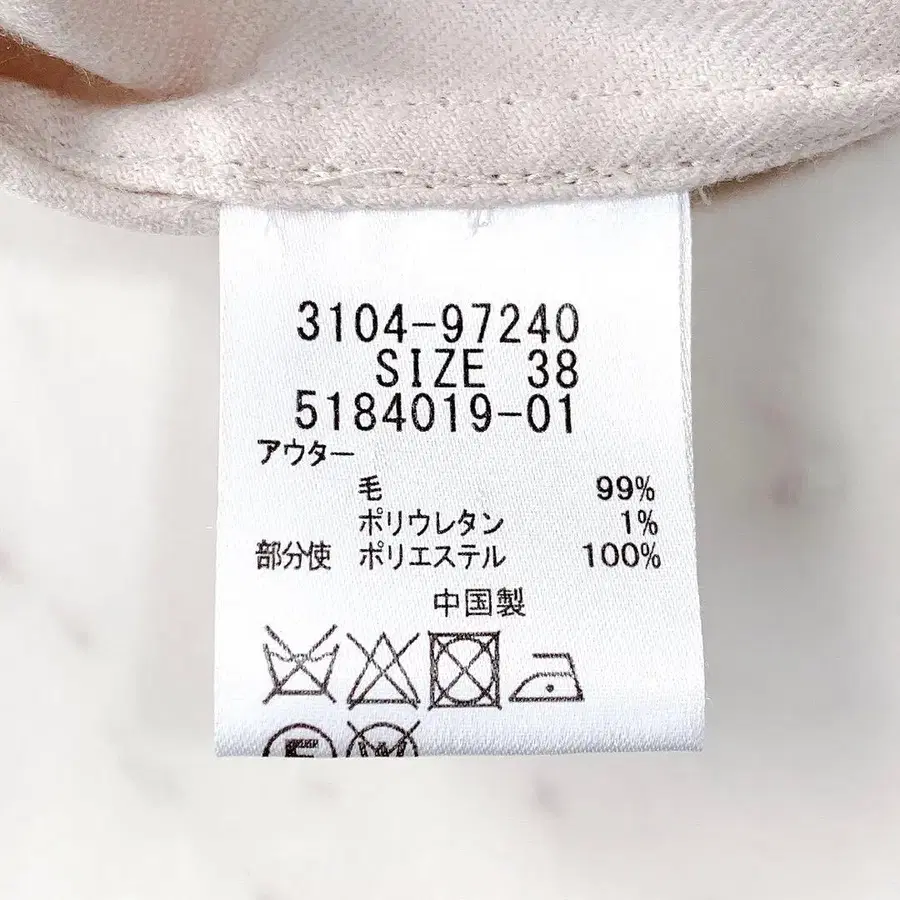 3104-97240
SIZE 38
5184019-01
アウター
毛 99%
ポリウレタン 1%
部分使 ポリエステル 100%
中国製